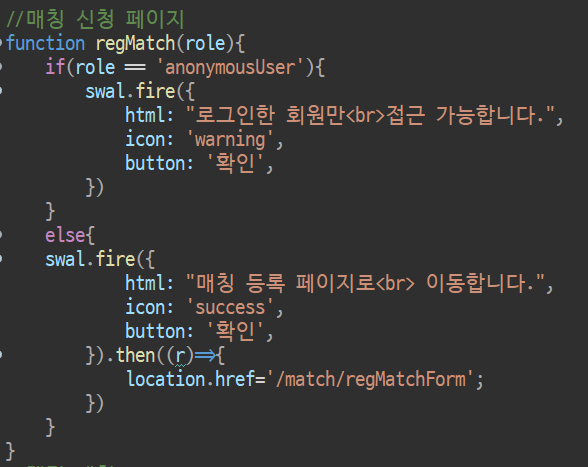 //매칭 신청 페이지
function regMatch(role){
    if(role == 'anonymousUser'){
        swal.fire({
            html: "로그인한 회원만<br>접근 가능합니다.",
            icon: 'warning',
            button: '확인',
        })
    }
    else{
    swal.fire({
            html: "매칭 등록 페이지로<br> 이동합니다.",
            icon: 'success',
            button: '확인',
        }).then((r)=>{
            location.href='/match/regMatchForm';
        })
    }
}